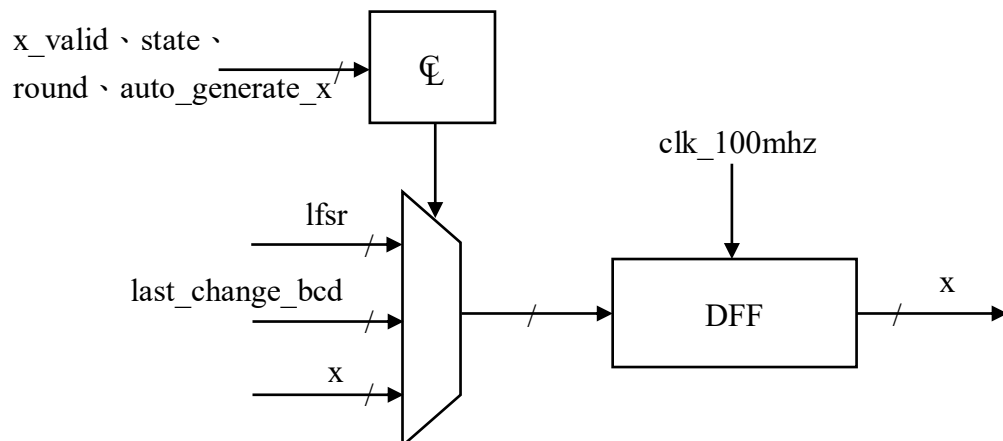 x_valid、state、
round、auto_generate_x
CL
clk_100mhz
lfsr
last_change_bcd
DFF
x
x